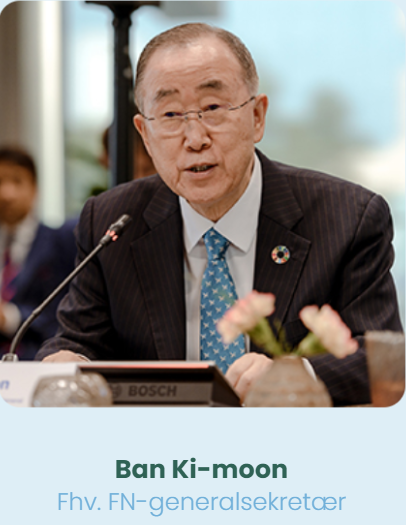 BOSCH
Ban Ki-moon
Fhv. FN-generalsekretær